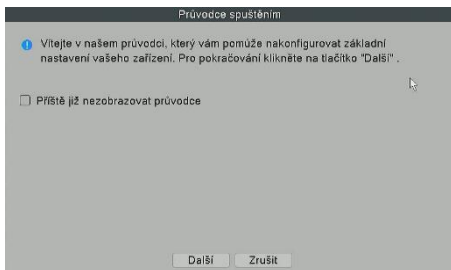 Průvodce spuštěním
Vítejte v našem průvodci, který vám pomůže nakonfigurovat základní
nastavení vašeho zařízení. Pro pokračování klikněte na tlačítko "Další" .
Příště již nezobrazovat průvodce
Další
Zrušit